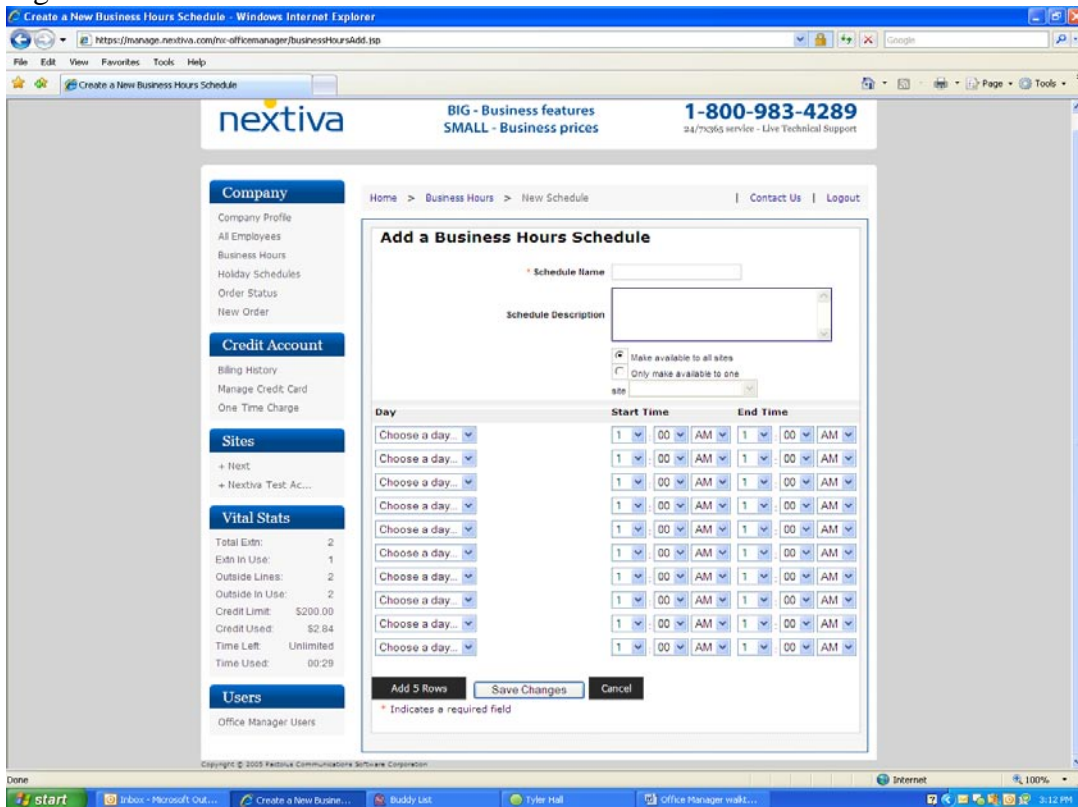 Create a New Business Hours Schedule - Windows Internet Explorer
https://manage.nextiva.com/nx-officemanager/businessHoursAdd.jsp
Google
File Edit View Favorites Tools Help
Create a New Business Hours Schedule
Page Tools
nextiva
BIG - Business features
SMALL - Business prices
1-800-983-4289
24/7x365 service - Live Technical Support
Company
Company Profile
All Employees
Business Hours
Holiday Schedules
Order Status
New Order
Credit Account
Billing History
Manage Credit Card
One Time Charge
Sites
+ Next
+ Nextiva Test Ac...
Vital Stats
Total Extn: 2
Extn In Use: 1
Outside Lines: 2
Outside In Use: 2
Credit Limit: $200.00
Credit Used: $2.84
Time Left: Unlimited
Time Used: 00:29
Users
Office Manager Users
Home > Business Hours > New Schedule | Contact Us | Logout
Add a Business Hours Schedule
* Schedule Name
Schedule Description
Make available to all sites
Only make available to one
site
Day Start Time End Time
Choose a day... 1 : 00 AM 1 : 00 AM
Choose a day... 1 : 00 AM 1 : 00 AM
Choose a day... 1 : 00 AM 1 : 00 AM
Choose a day... 1 : 00 AM 1 : 00 AM
Choose a day... 1 : 00 AM 1 : 00 AM
Choose a day... 1 : 00 AM 1 : 00 AM
Choose a day... 1 : 00 AM 1 : 00 AM
Choose a day... 1 : 00 AM 1 : 00 AM
Choose a day... 1 : 00 AM 1 : 00 AM
Choose a day... 1 : 00 AM 1 : 00 AM
Add 5 Rows Save Changes Cancel
* Indicates a required field
Copyright © 2005 Communications Software Corporation
Done Internet 100%
start Inbox - Microsoft Out... Create a New Busine... Buddy List Tyler Hall Office Manager walkt... 3:12 PM